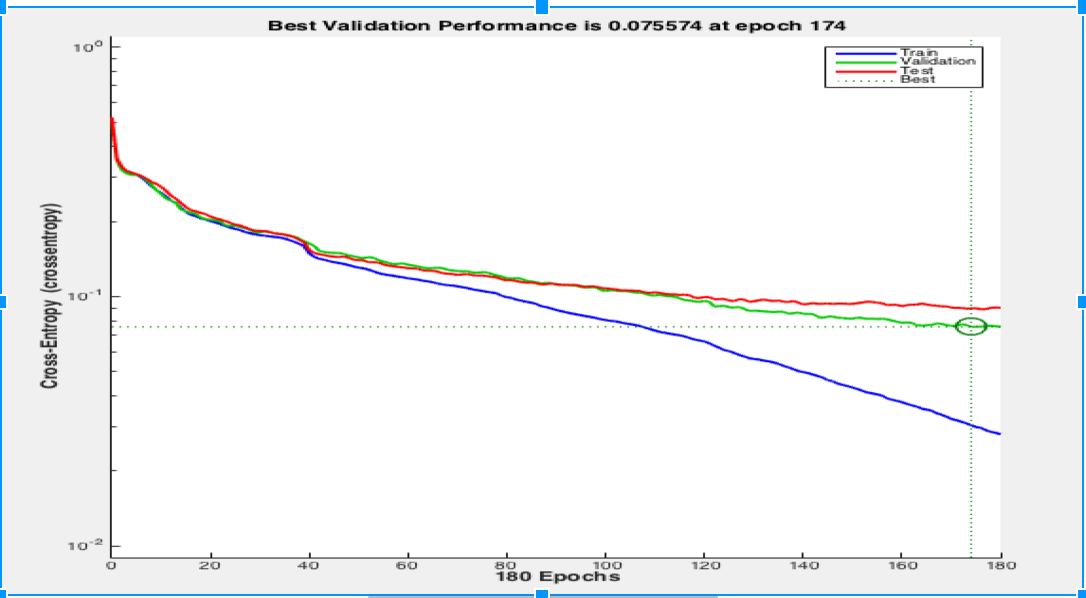 Best Validation Performance is 0.075574 at epoch 174
Train
Validation
Test
Best
Cross-Entropy (crossentropy)
10^0
10^-1
10^-2
0 20 40 60 80 100 120 140 160 180
180 Epochs